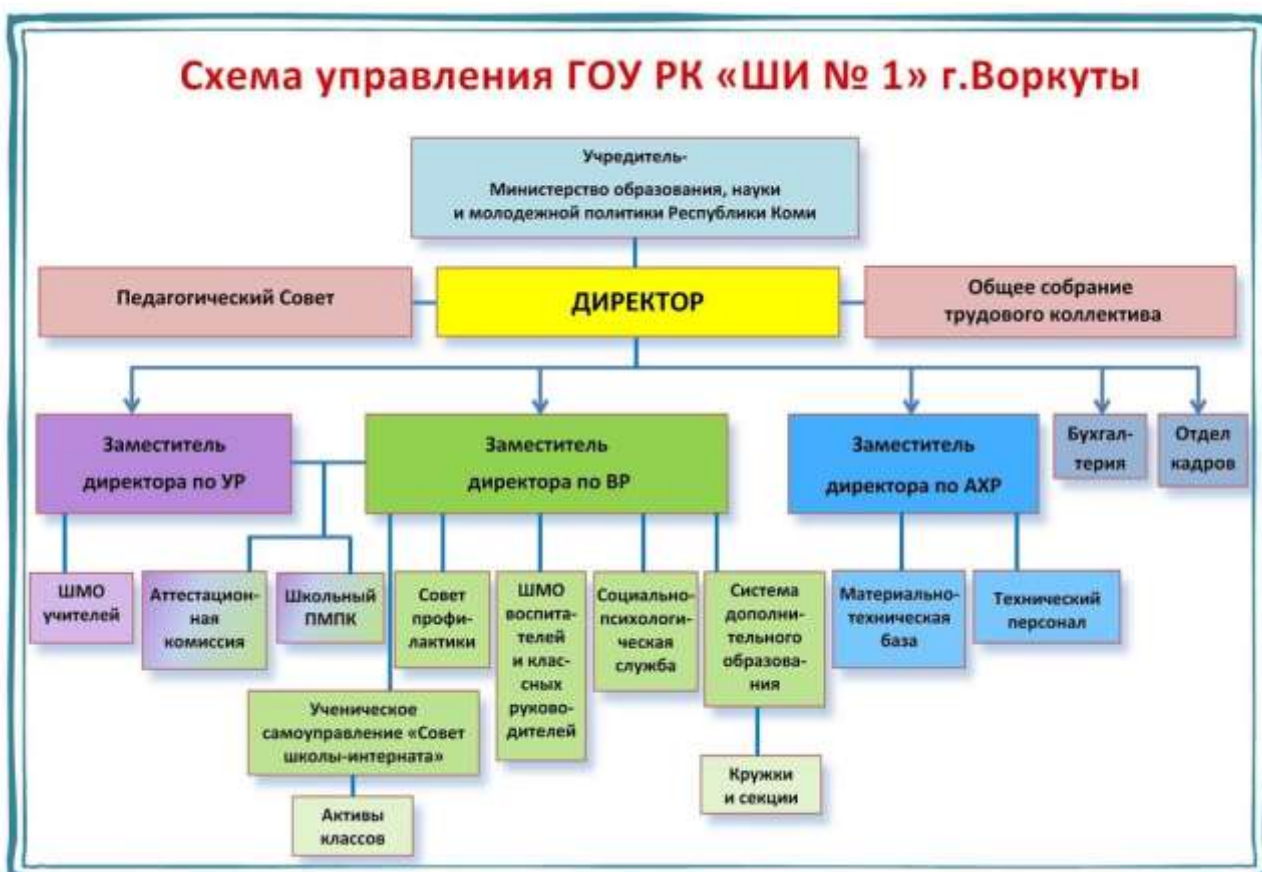 Схема управления ГОУ РК «ШИ № 1» г.Воркуты
Учредитель-
Министерство образования, науки
и молодежной политики Республики Коми
Педагогический Совет
ДИРЕКТОР
Общее собрание
трудового коллектива
Заместитель
директора по УР
Заместитель
директора по ВР
Заместитель
директора по АХР
Бухгал-
терия
Отдел
кадров
ШМО
учителей
Аттестацион-
ная
комиссия
Школьный
ПМПК
Совет
профи-
лактики
ШМО
воспита-
телей
и клас-
сных
руково-
дителей
Социально-
психологи-
ческая
служба
Система
дополни-
тельного
образова-
ния
Материально-
техническая
база
Технический
персонал
Ученическое
самоуправление «Совет
школы-интерната»
Кружки
и секции
Активы
классов